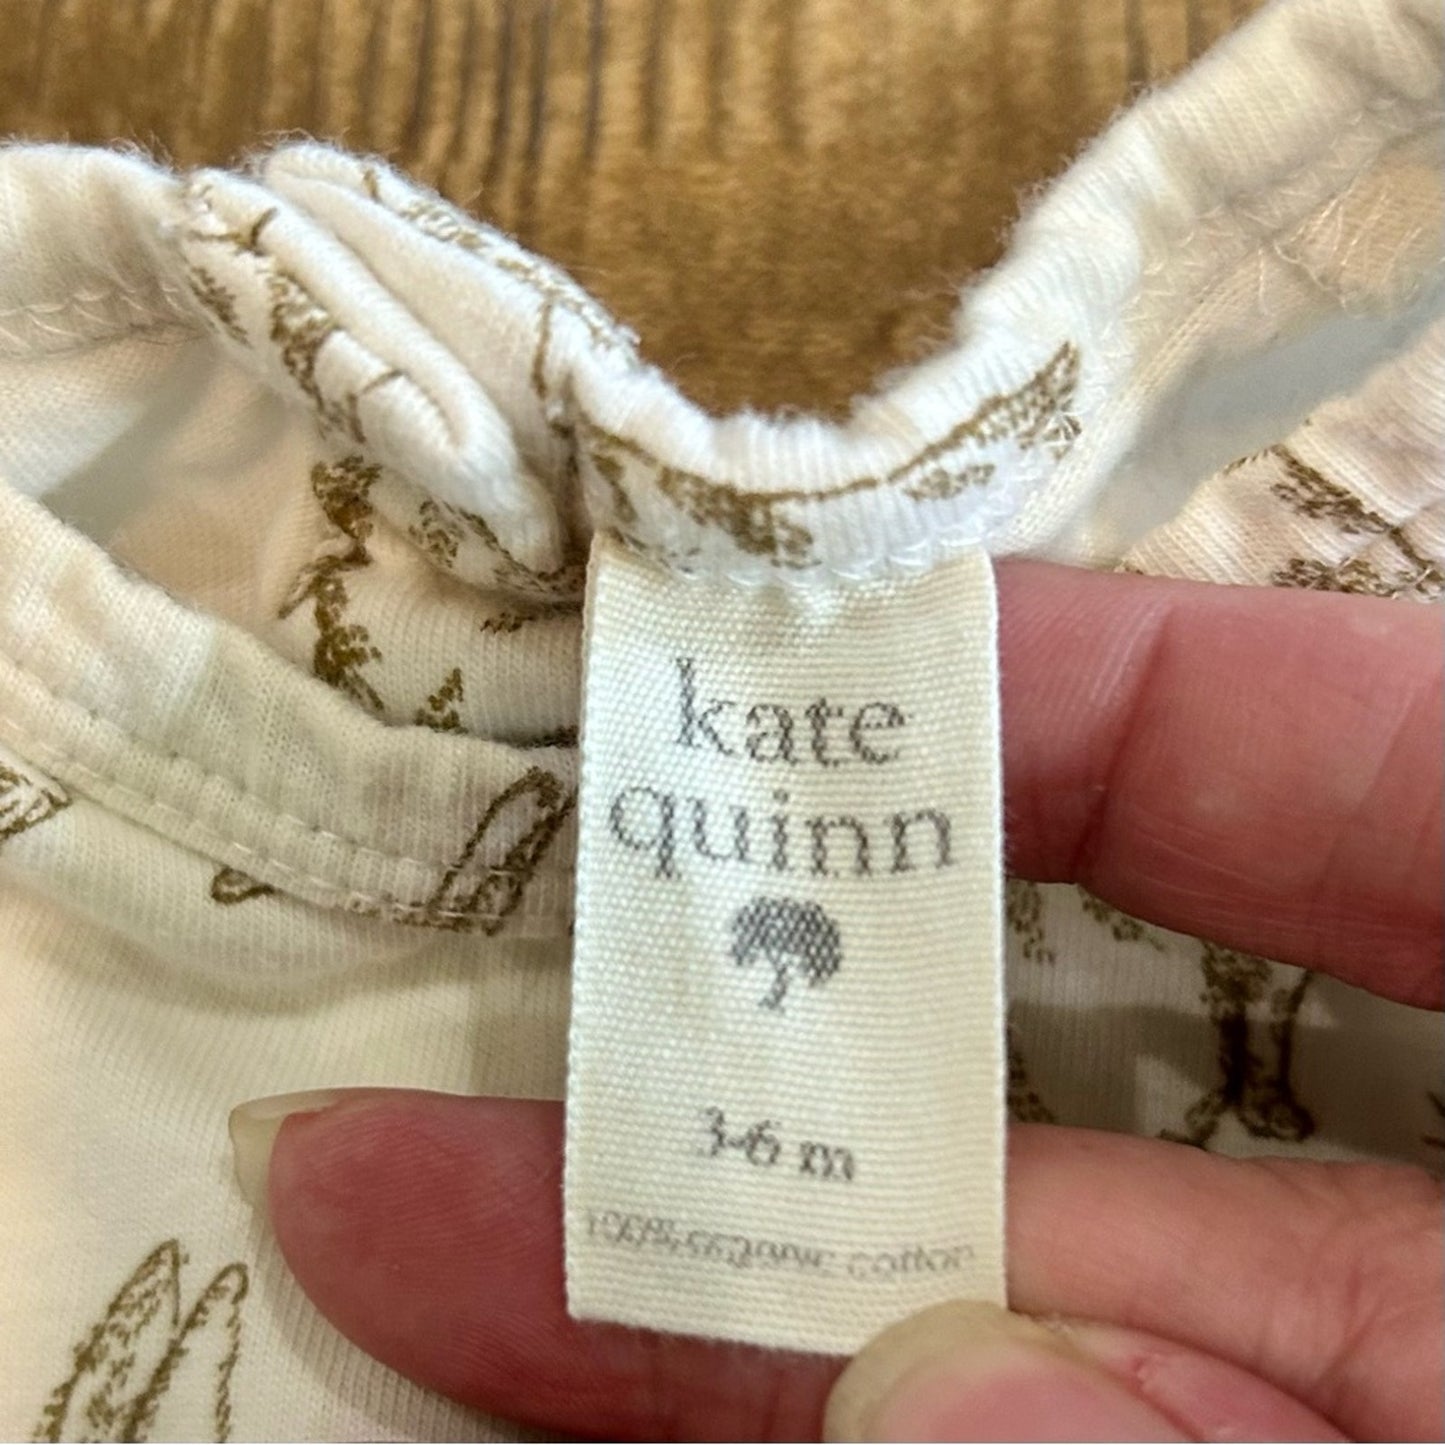 kate
quinn
3-6 m
100% organic cotton